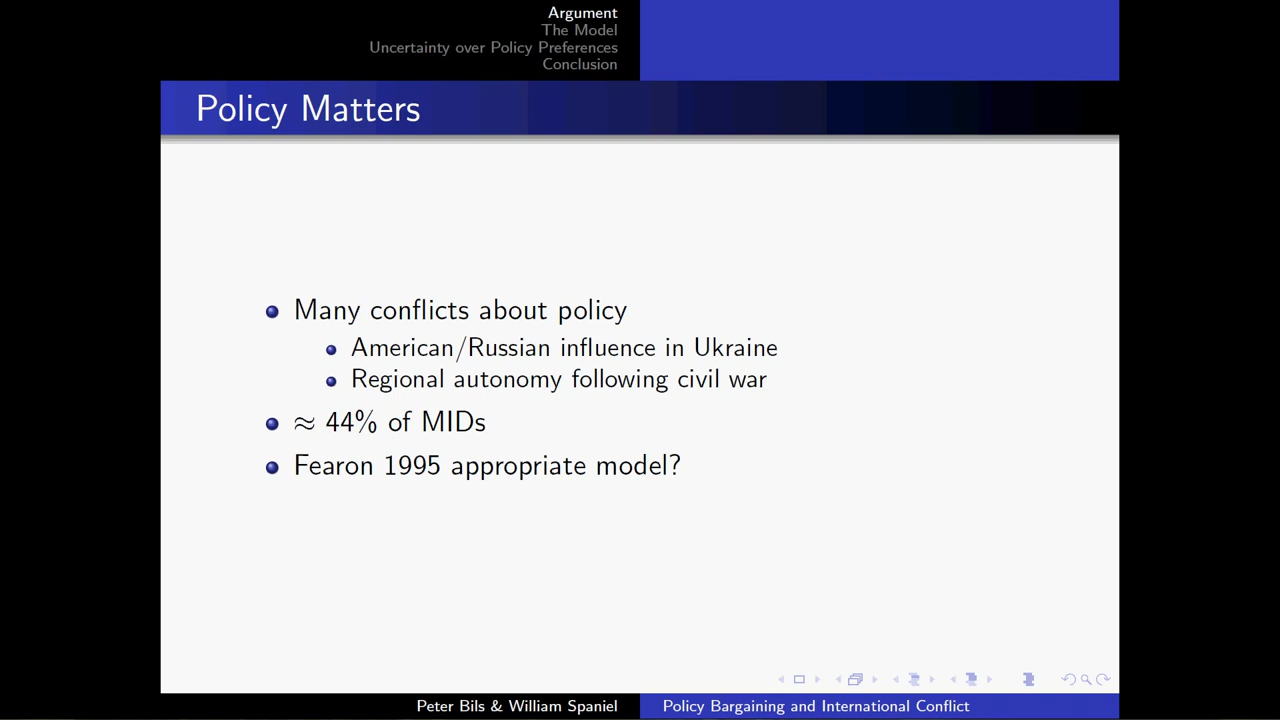 Argument
The Model
Uncertainty over Policy Preferences
Conclusion
Policy Matters
Many conflicts about policy
American/Russian influence in Ukraine
Regional autonomy following civil war
≈ 44% of MIDs
Fearon 1995 appropriate model?
Peter Bils & William Spaniel
Policy Bargaining and International Conflict